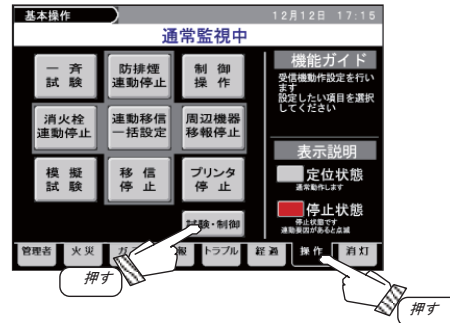 基本操作
12月12日 17:15
通常監視中
一斉
試験
防排煙
連動停止
制御
操作
消火栓
連動停止
連動移信
一括設定
周辺機器
移報停止
模擬
試験
移信
停止
プリンタ
停止
試験・制御
機能ガイド
受信機動作設定を行い
ます
設定したい項目を選択
してください
表示説明
定位状態
通常動作します
停止状態
停止状態です
連動要因があると点滅
管理者
火災
ガ
報
トラブル
経過
操作
消灯
押す
押す